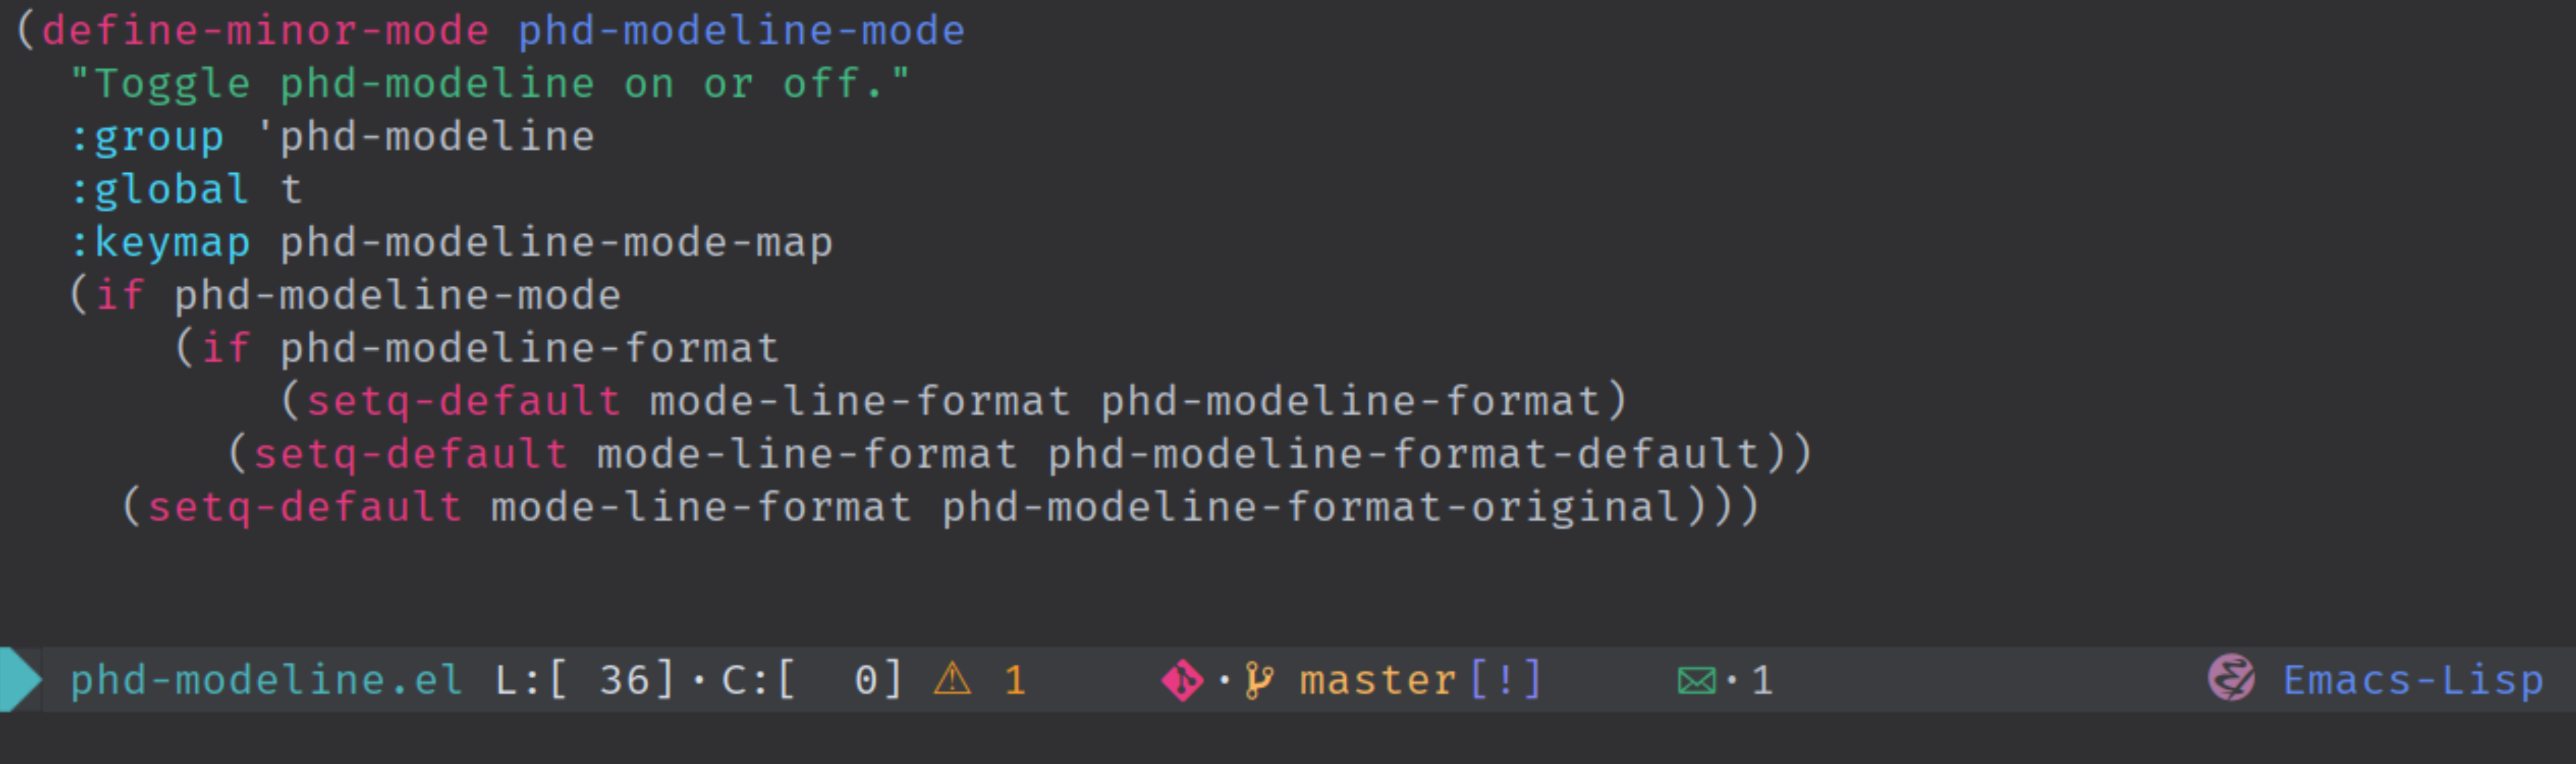 (define-minor-mode phd-modeline-mode
  "Toggle phd-modeline on or off."
  :group 'phd-modeline
  :global t
  :keymap phd-modeline-mode-map
  (if phd-modeline-mode
      (if phd-modeline-format
          (setq-default mode-line-format phd-modeline-format)
        (setq-default mode-line-format phd-modeline-format-default))
    (setq-default mode-line-format phd-modeline-format-original)))
phd-modeline.el L:[ 36]·C:[  0] ⚠ 1 · master[!] ✉·1 Emacs-Lisp